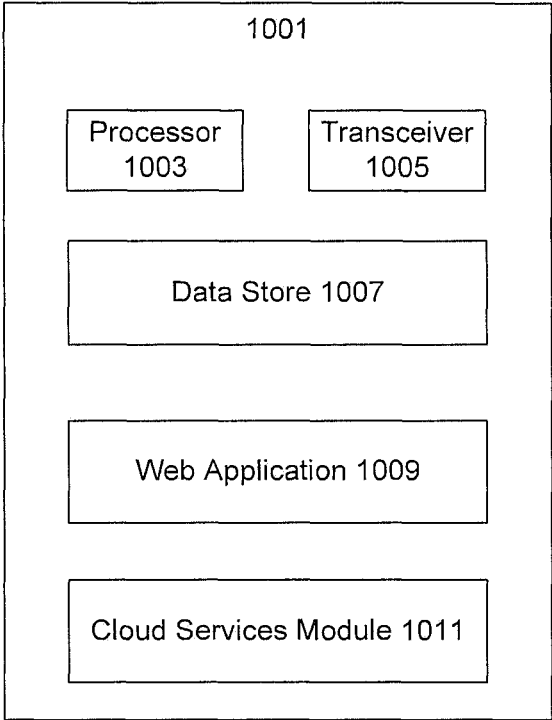 1001
Processor
1003
Transceiver
1005
Data Store 1007
Web Application 1009
Cloud Services Module 1011